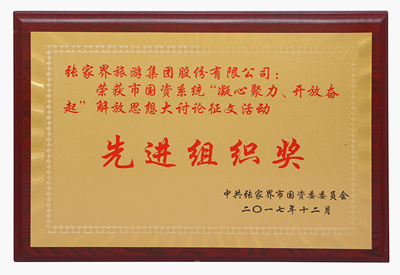 张家界旅游集团股份有限公司：
荣获市国资系统“凝心聚力、开放奋
起”解放思想大讨论征文活动
先进组织奖
中共张家界市国资委委员会
二〇一七年十二月